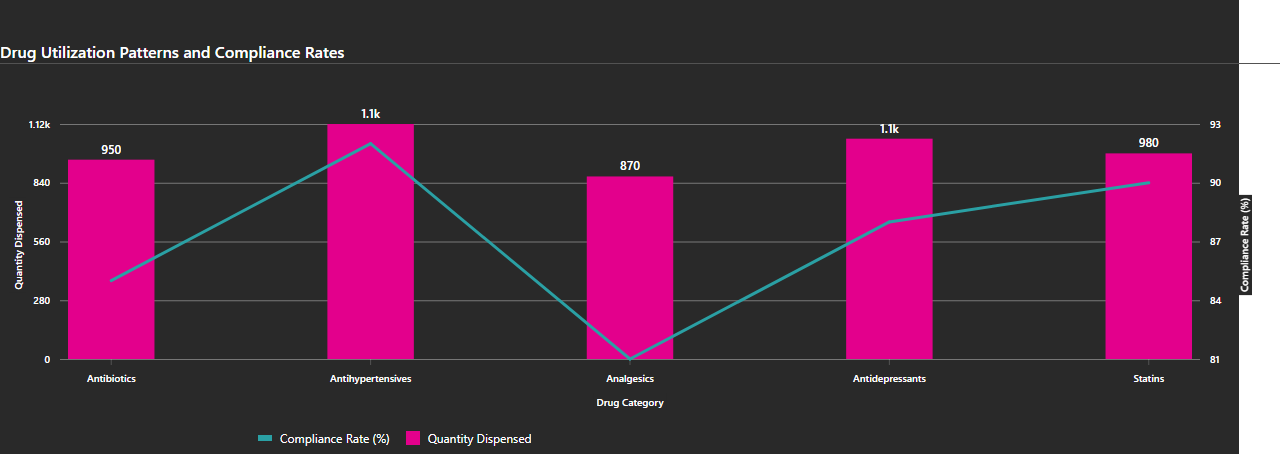 Drug Utilization Patterns and Compliance Rates
1.1k
1.12k
93
1.1k
950
980
870
840
90
Quantity Dispensed
Compliance Rate (%)
560
87
280
84
0
81
Antibiotics
Antihypertensives
Analgesics
Antidepressants
Statins
Drug Category
Compliance Rate (%)
Quantity Dispensed